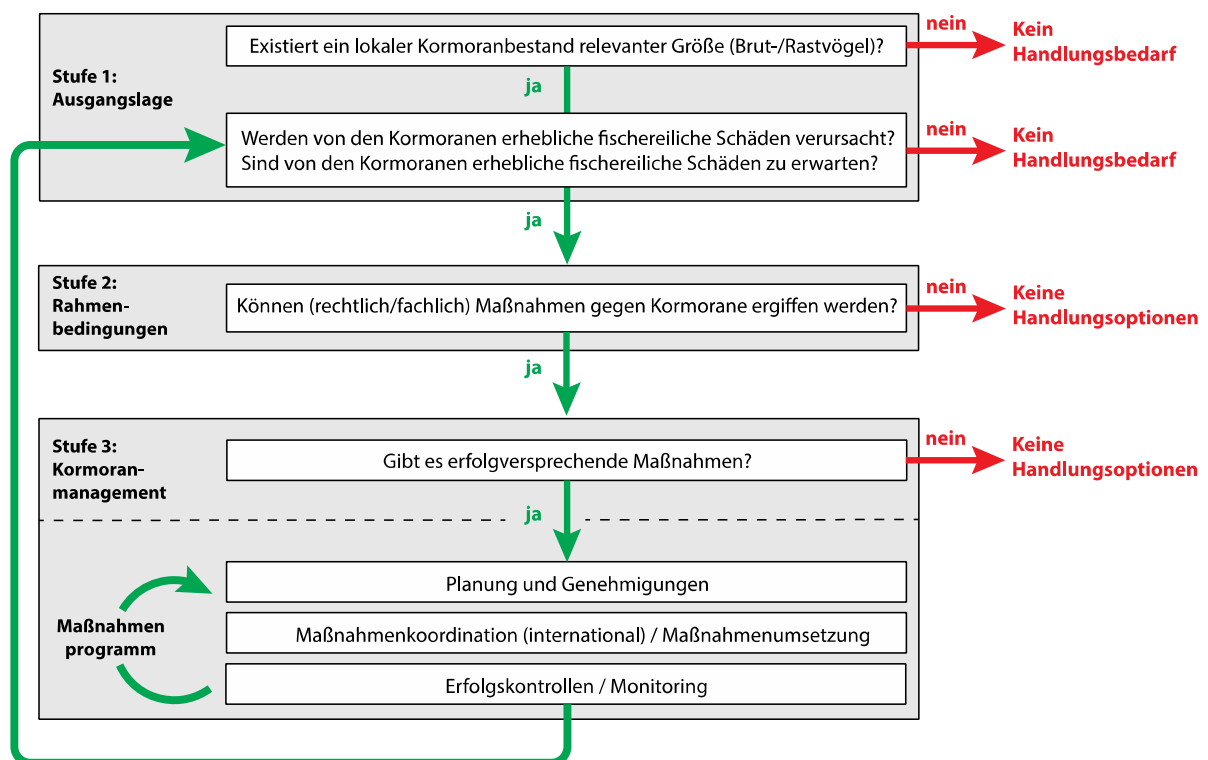 Existiert ein lokaler Kormoranbestand relevanter Größe (Brut-/Rastvögel)?
nein
Kein
Handlungsbedarf
Stufe 1:
Ausgangslage
ja
Werden von den Kormoranen erhebliche fischereiliche Schäden verursacht?
Sind von den Kormoranen erhebliche fischereiliche Schäden zu erwarten?
nein
Kein
Handlungsbedarf
ja
Stufe 2:
Rahmen-
bedingungen
Können (rechtlich/fachlich) Maßnahmen gegen Kormorane ergiffen werden?
nein
Keine
Handlungsoptionen
ja
Stufe 3:
Kormoran-
management
Gibt es erfolgversprechende Maßnahmen?
nein
Keine
Handlungsoptionen
ja
Planung und Genehmigungen
Maßnahmen
programm
Maßnahmenkoordination (international) / Maßnahmenumsetzung
Erfolgskontrollen / Monitoring